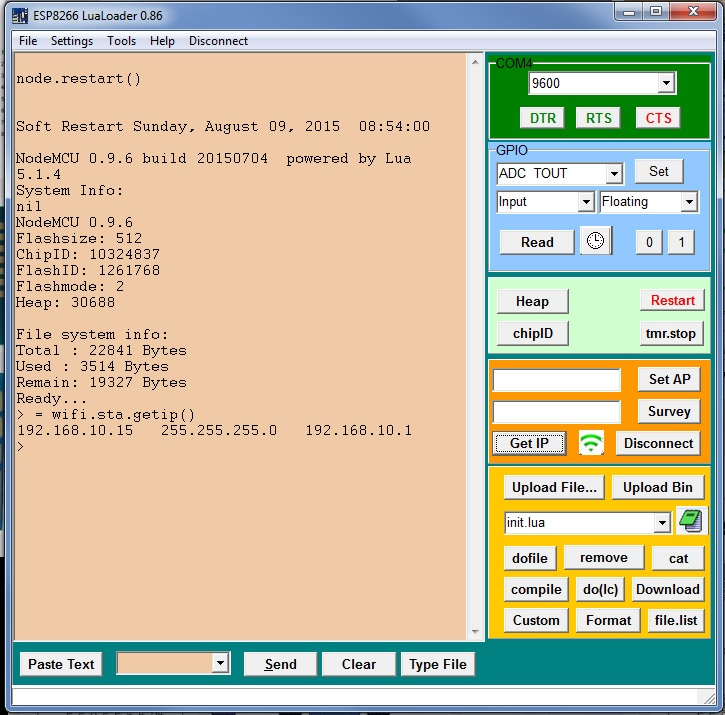 ESP8266 LuaLoader 0.86
File Settings Tools Help Disconnect
node.restart()
Soft Restart Sunday, August 09, 2015  08:54:00
NodeMCU 0.9.6 build 20150704  powered by Lua
5.1.4
System Info:
nil
NodeMCU 0.9.6
Flashsize: 512
ChipID: 10324837
FlashID: 1261768
Flashmode: 2
Heap: 30688
File system info:
Total : 22841 Bytes
Used : 3514 Bytes
Remain: 19327 Bytes
Ready...
> = wifi.sta.getip()
192.168.10.15   255.255.255.0   192.168.10.1
>
COM4
9600
DTR RTS CTS
GPIO
ADC TOUT Set
Input Floating
Read 0 1
Heap Restart
chipID tmr.stop
Set AP
Survey
Get IP Disconnect
Upload File... Upload Bin
init.lua
dofile remove cat
compile do(lc) Download
Custom Format file.list
Paste Text Send Clear Type File